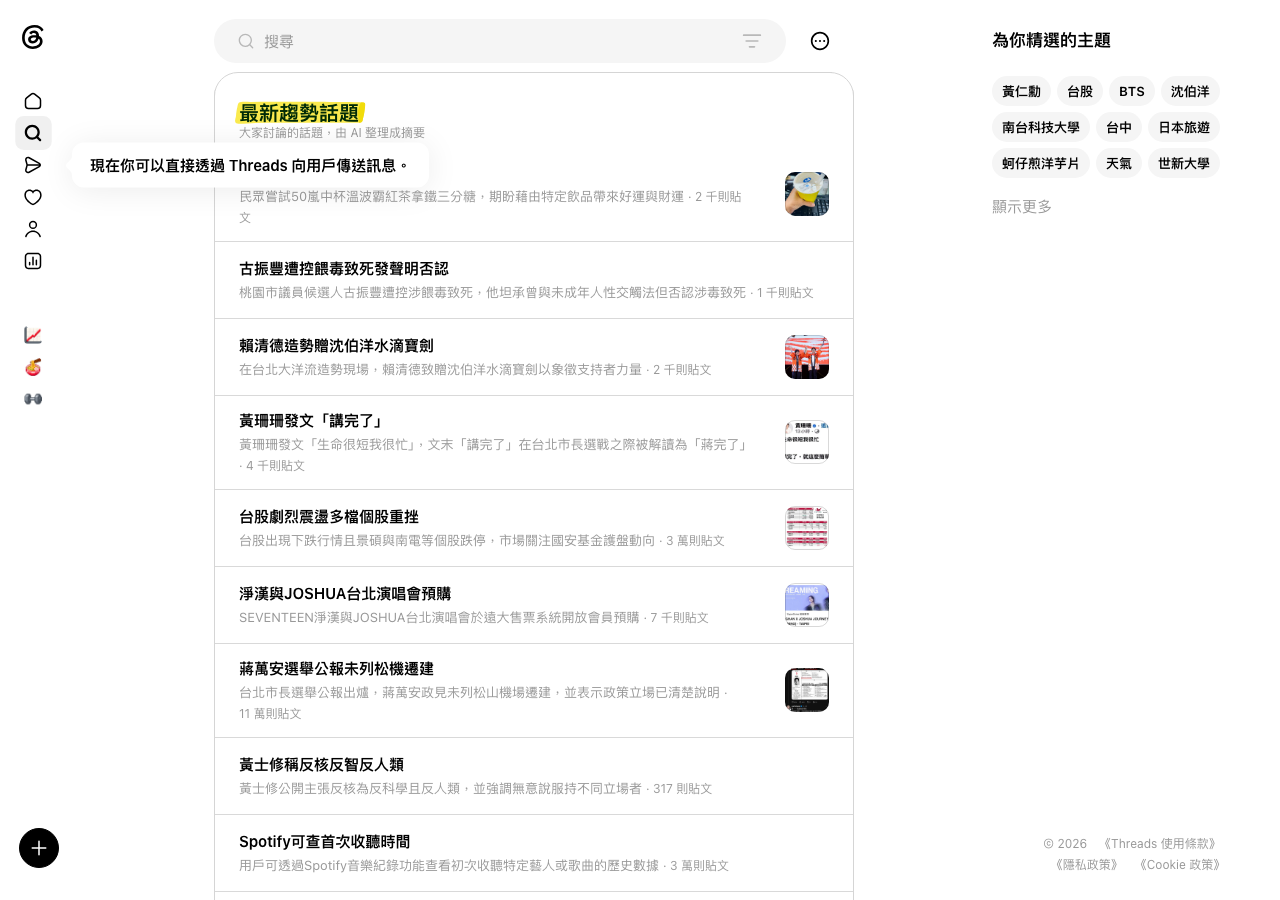 搜尋
最新趨勢話題
大家討論的話題，由 AI 整理成摘要
現在你可以直接透過 Threads 向用戶傳送訊息。
民眾嘗試50嵐中杯溫波霸紅茶拿鐵三分糖，期盼藉由特定飲品帶來好運與財運 · 2 千則貼
文
古振豐遭控餵毒致死發聲明否認
桃園市議員候選人古振豐遭控涉餵毒致死，他坦承曾與未成年人性交觸法但否認涉毒致死 · 1 千則貼文
賴清德造勢贈沈伯洋水滴寶劍
在台北大洋流造勢現場，賴清德致贈沈伯洋水滴寶劍以象徵支持者力量 · 2 千則貼文
黃珊珊發文「講完了」
黃珊珊發文「生命很短我很忙」，文末「講完了」在台北市長選戰之際被解讀為「蔣完了」
· 4 千則貼文
台股劇烈震盪多檔個股重挫
台股出現下跌行情且景碩與南電等個股跌停，市場關注國安基金護盤動向 · 3 萬則貼文
淨漢與JOSHUA台北演唱會預購
SEVENTEEN淨漢與JOSHUA台北演唱會於遠大售票系統開放會員預購 · 7 千則貼文
蔣萬安選舉公報未列松機遷建
台北市長選舉公報出爐，蔣萬安政見未列松山機場遷建，並表示政策立場已清楚說明 ·
11 萬則貼文
黃士修稱反核反智反人類
黃士修公開主張反核為反科學且反人類，並強調無意說服持不同立場者 · 317 則貼文
Spotify可查首次收聽時間
用戶可透過Spotify音樂紀錄功能查看初次收聽特定藝人或歌曲的歷史數據 · 3 萬則貼文
為你精選的主題
黃仁勳 台股 BTS 沈伯洋
南台科技大學 台中 日本旅遊
蚵仔煎洋芋片 天氣 世新大學
顯示更多
© 2026 《Threads 使用條款》
《隱私政策》 《Cookie 政策》